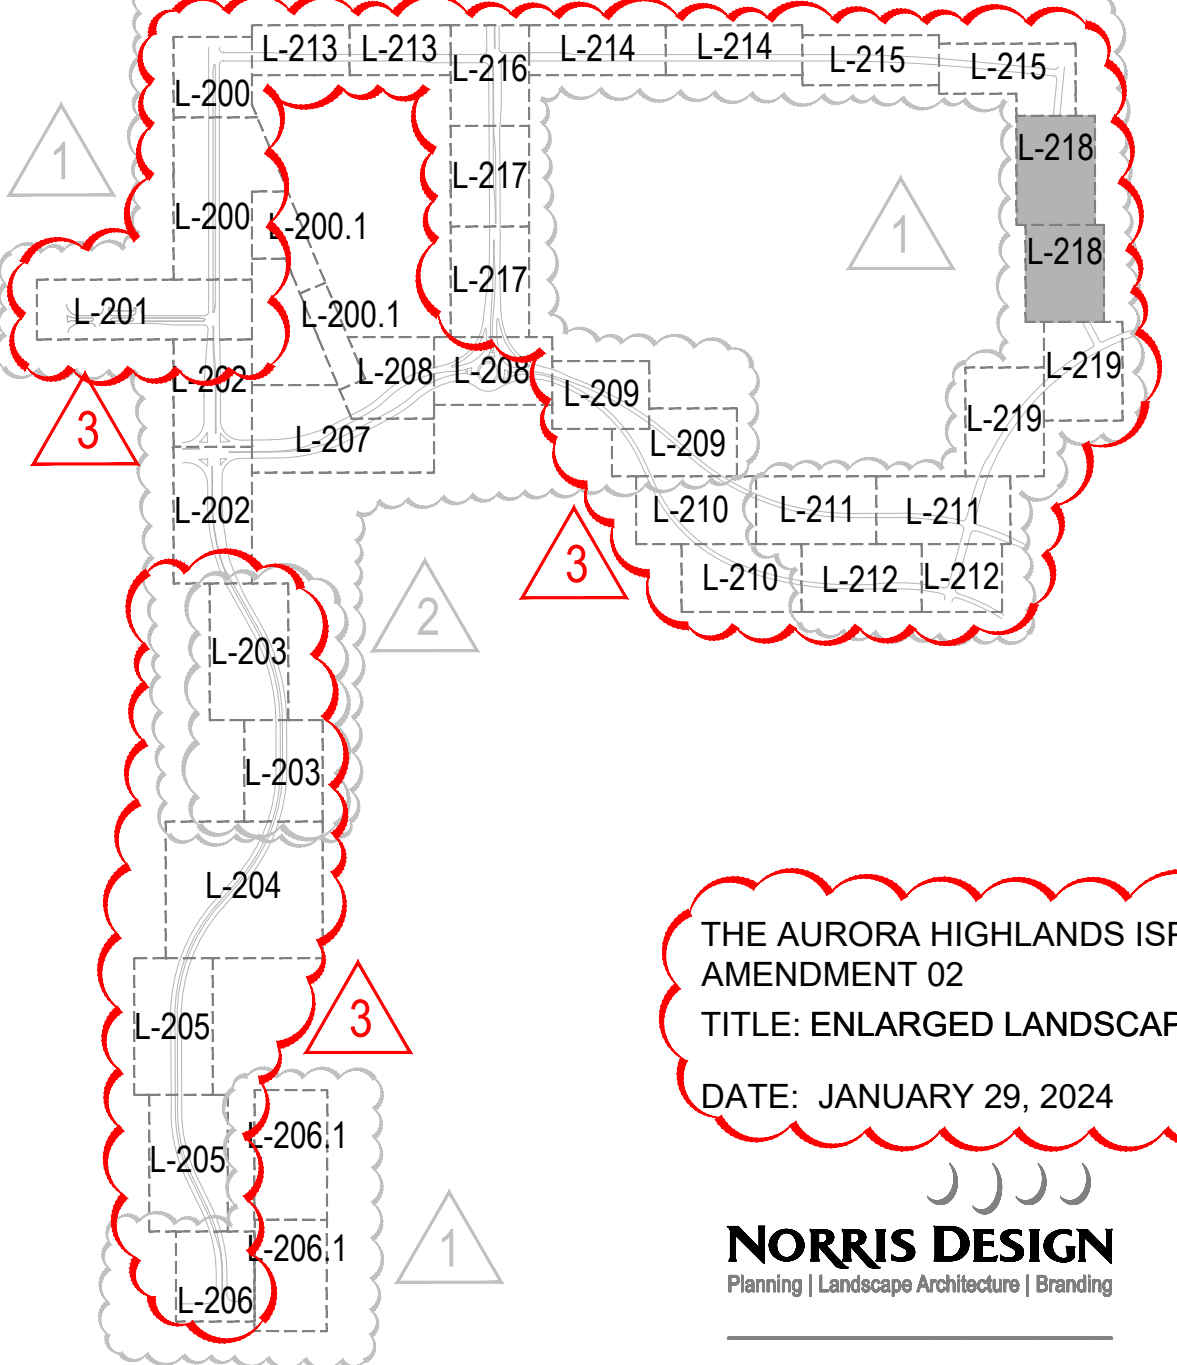 L-213 L-213 L-216 L-214 L-214 L-215 L-215
L-200
1
L-218
L-217
L-200 L-200.1
1
L-218
L-217
L-201 L-200.1
L-202 L-208 L-208 L-209 L-219
3
L-207 L-209 L-219
L-202 L-210 L-211 L-211
3
L-210 L-212 L-212
2
L-203
L-203
L-204
3
L-205
L-206.1
L-205
1
L-206.1
L-206
THE AURORA HIGHLANDS
AMENDMENT 02
TITLE: ENLARGED
DATE: JANUARY 29, 2024
NORRIS DESIGN
Planning | Landscape Architecture | Branding